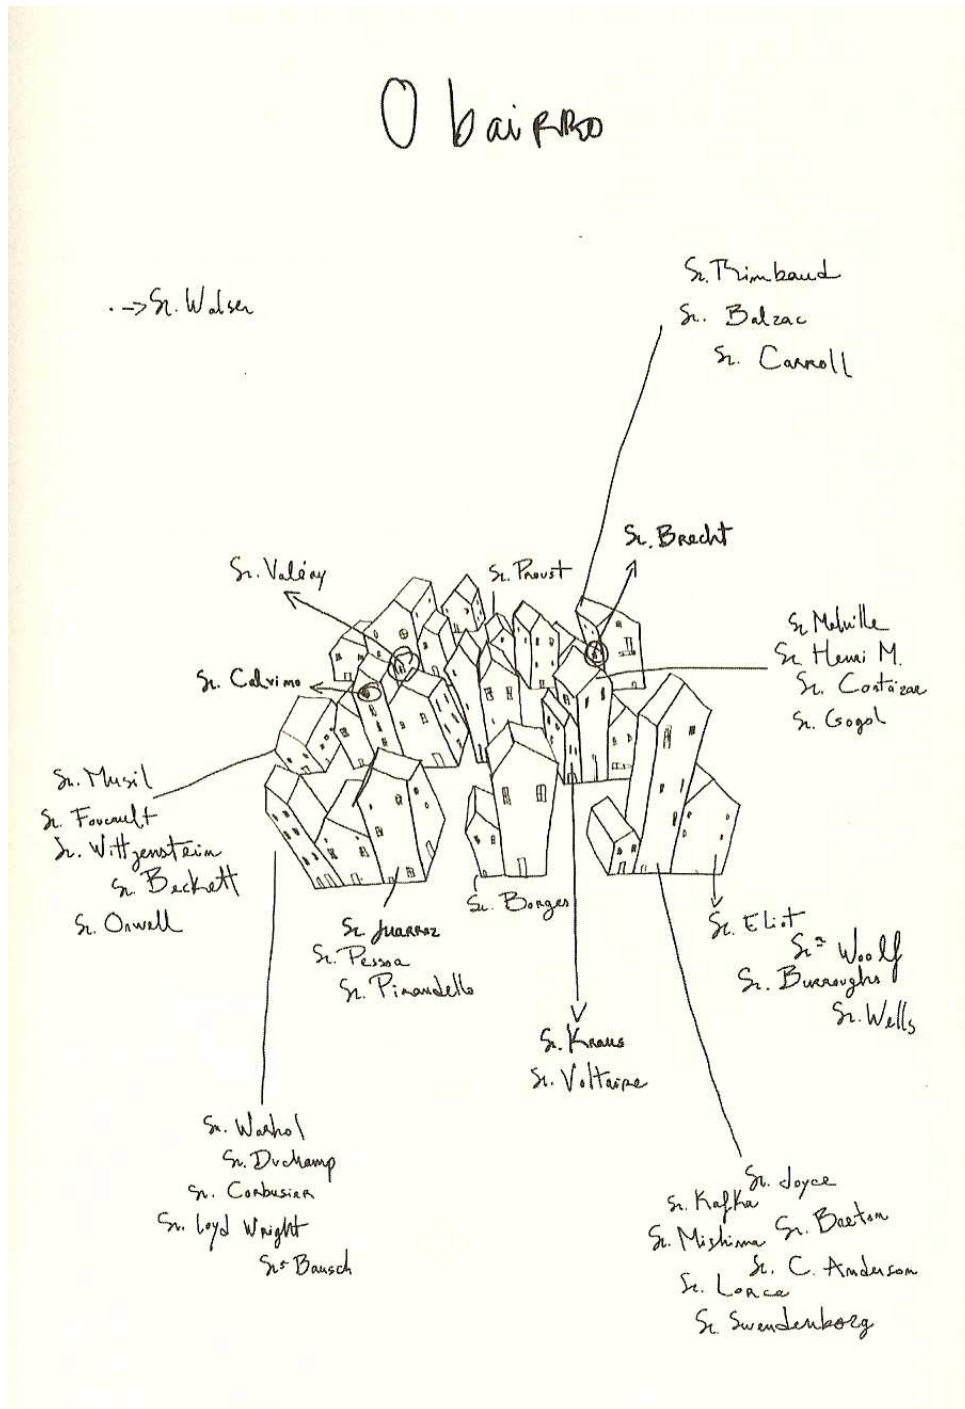 O bairro
Sr. Rimbaud
Sr. Balzac
Sr. Carroll
Sr. Walser
Sr. Brecht
Sr. Valéry
Sr. Proust
Sr. Calvino
Sr. Melville
Sr Henri M.
Sr. Cortázar
Sr. Gogol
Sr. Musil
Sr. Foucault
Sr. Wittgenstein
Sr. Beckett
Sr. Orwell
Sr. Juarroz
Sr. Pessoa
Sr. Pirandello
Sr. Borges
Sr. Eliot
Srª Woolf
Sr. Burroughs
Sr. Wells
Sr. Kraus
Sr. Voltaire
Sr. Warhol
Sr. Duchamp
Sr. Corbusier
Sr. Loyd Wright
Srª Bausch
Sr. Joyce
Sr. Kafka
Sr. Mishima
Sr. Breton
Sr. C. Anderson
Sr. Lorca
Sr. Swendenborg